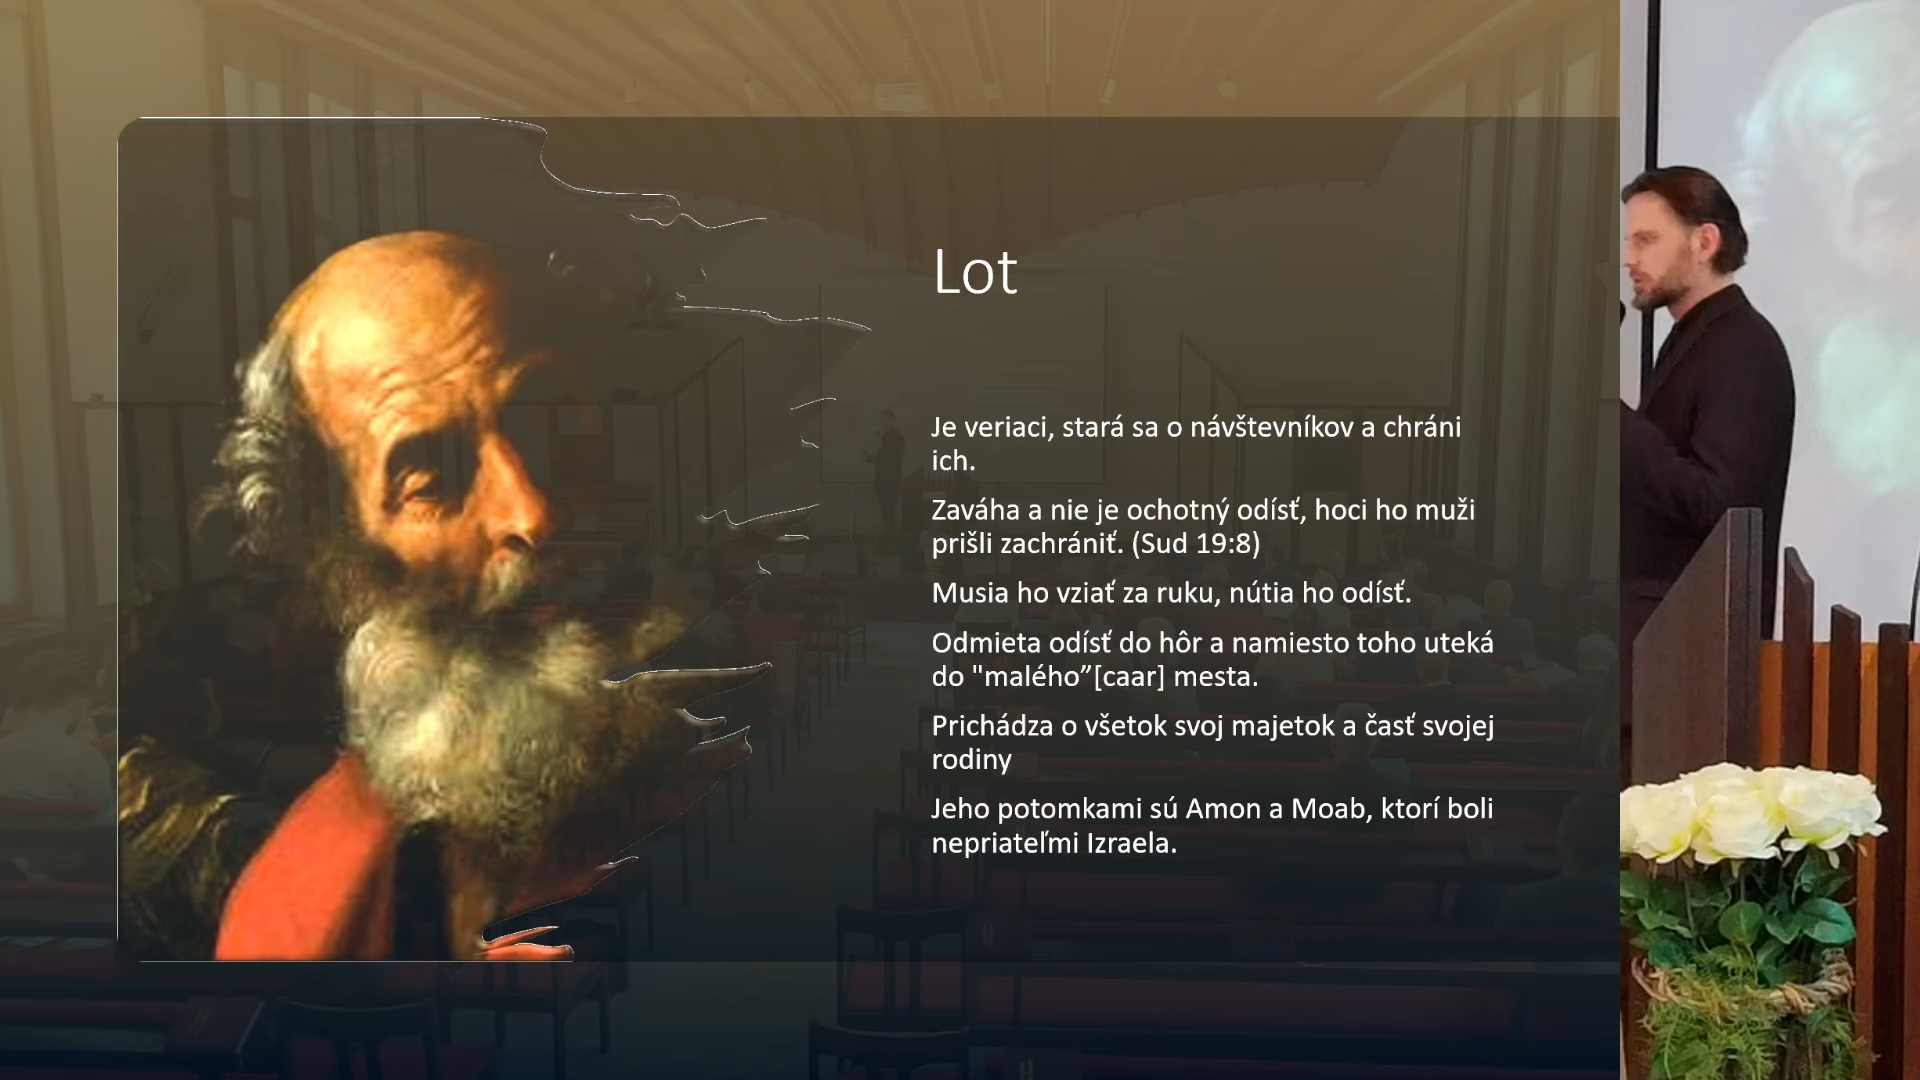 Lot
Je veriaci, stará sa o návštevníkov a chráni
ich.
Zaváha a nie je ochotný odísť, hoci ho muži
prišli zachrániť. (Sud 19:8)
Musia ho vziať za ruku, nútia ho odísť.
Odmieta odísť do hôr a namiesto toho uteká
do "malého”[caar] mesta.
Prichádza o všetok svoj majetok a časť svojej
rodiny
Jeho potomkami sú Amon a Moab, ktorí boli
nepriateľmi Izraela.